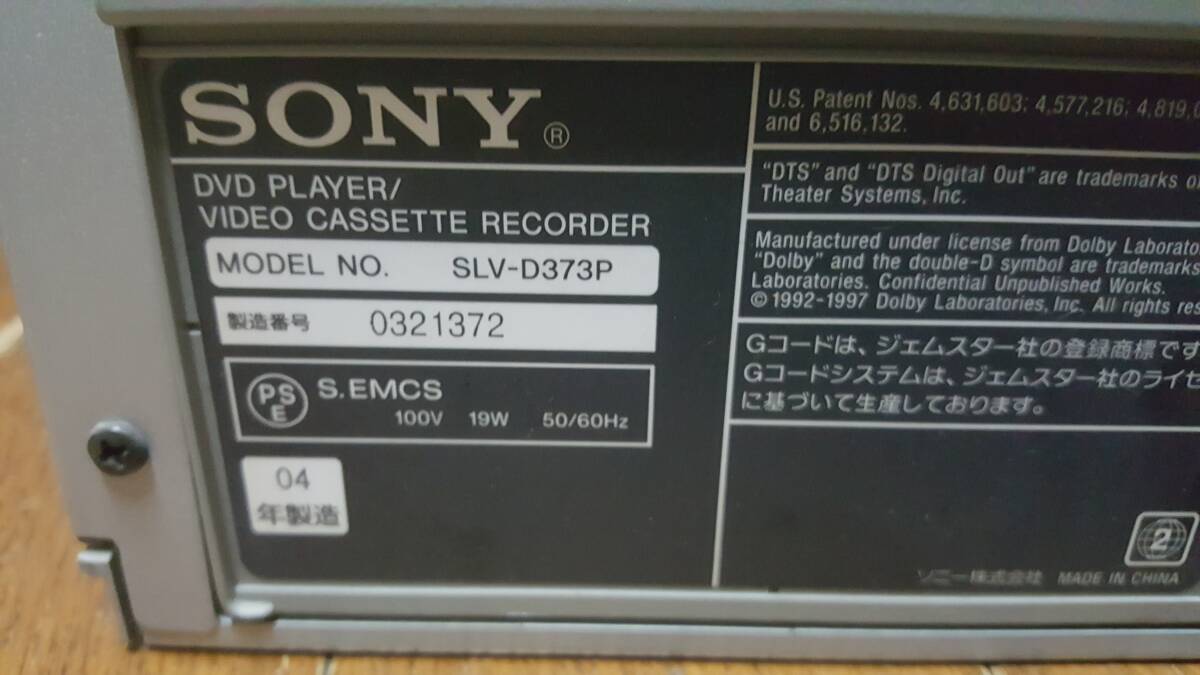 SONY®
DVD PLAYER/
VIDEO CASSETTE RECORDER
MODEL NO. SLV-D373P
製造番号 0321372
PSE S.EMCS
100V 19W 50/60Hz
04
年製造
U.S. Patent Nos. 4,631,603; 4,577,216; 4,819,
and 6,516,132.
"DTS" and "DTS Digital Out" are trademarks
Theater Systems, Inc.
Manufactured under license from Dolby Laborato
"Dolby" and the double-D symbol are trademarks
Laboratories. Confidential Unpublished Works.
©1992-1997 Dolby Laboratories, Inc. All rights res
Gコードは、ジェムスター社の登録商標です
Gコードシステムは、ジェムスター社のライセ
に基づいて生産しております。
2
ソニー株式会社 MADE IN CHINA